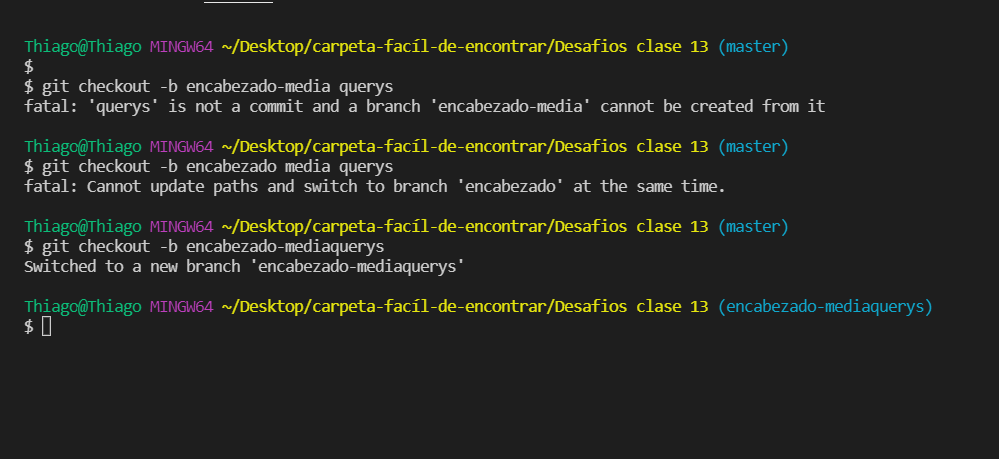 Thiago@Thiago MINGW64 ~/Desktop/carpeta-facíl-de-encontrar/Desafios clase 13 (master)
$
$ git checkout -b encabezado-media querys
fatal: 'querys' is not a commit and a branch 'encabezado-media' cannot be created from it
Thiago@Thiago MINGW64 ~/Desktop/carpeta-facíl-de-encontrar/Desafios clase 13 (master)
$ git checkout -b encabezado media querys
fatal: Cannot update paths and switch to branch 'encabezado' at the same time.
Thiago@Thiago MINGW64 ~/Desktop/carpeta-facíl-de-encontrar/Desafios clase 13 (master)
$ git checkout -b encabezado-mediaquerys
Switched to a new branch 'encabezado-mediaquerys'
Thiago@Thiago MINGW64 ~/Desktop/carpeta-facíl-de-encontrar/Desafios clase 13 (encabezado-mediaquerys)
$